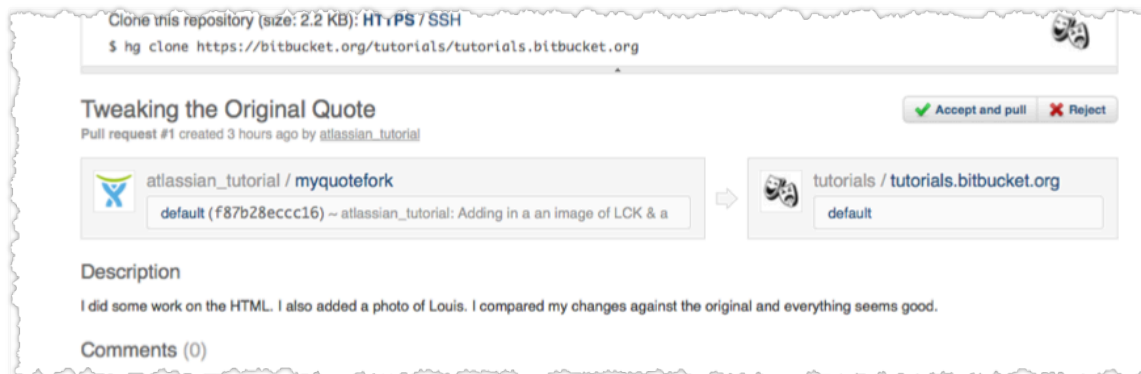 Clone this repository (size: 2.2 KB): HTTPS / SSH
$ hg clone https://bitbucket.org/tutorials/tutorials.bitbucket.org
Tweaking the Original Quote
Accept and pull Reject
Pull request #1 created 3 hours ago by atlassian_tutorial
atlassian_tutorial / myquotefork
default (f87b28eccc16) ~ atlassian_tutorial: Adding in a an image of LCK & a
tutorials / tutorials.bitbucket.org
default
Description
I did some work on the HTML. I also added a photo of Louis. I compared my changes against the original and everything seems good.
Comments (0)